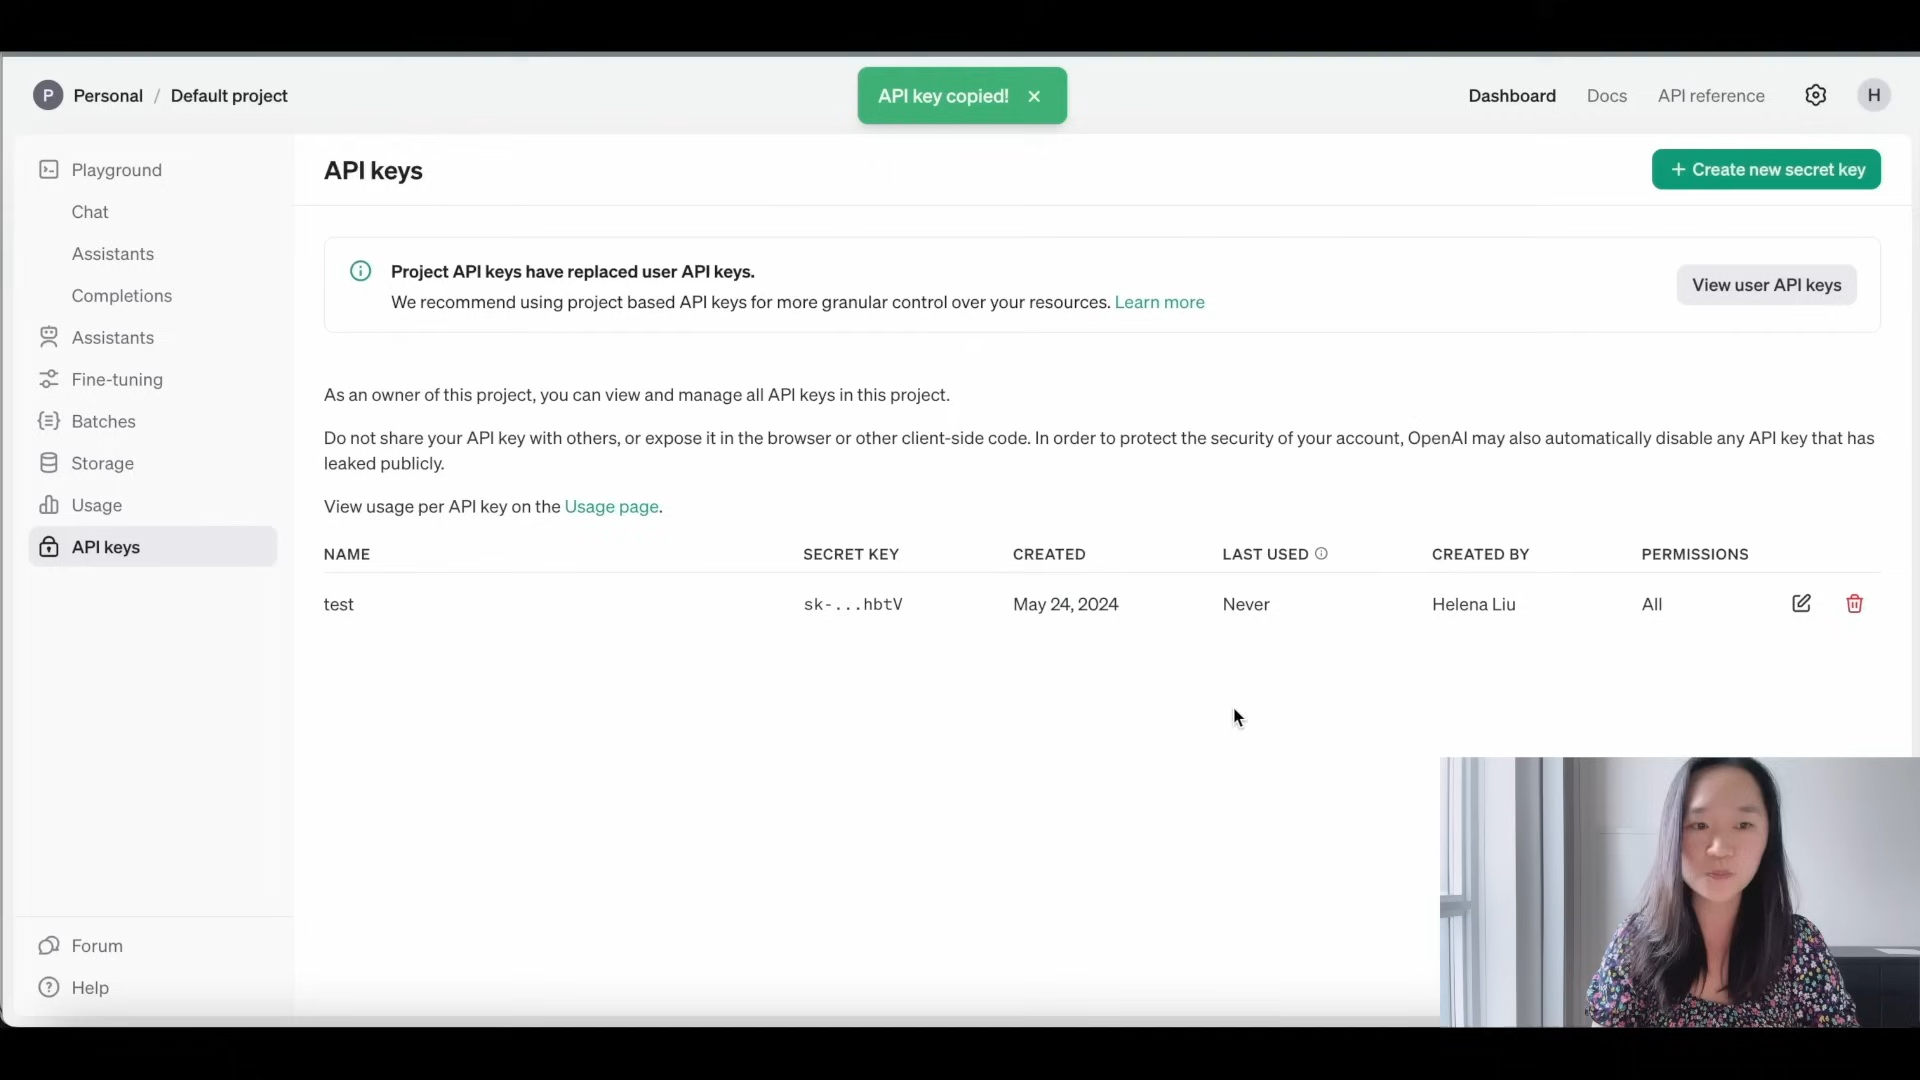 P Personal / Default project
API key copied! ×
Dashboard Docs API reference H
Playground
Chat
Assistants
Completions
Assistants
Fine-tuning
Batches
Storage
Usage
API keys
Forum
Help
API keys
+ Create new secret key
Project API keys have replaced user API keys.
We recommend using project based API keys for more granular control over your resources. Learn more
View user API keys
As an owner of this project, you can view and manage all API keys in this project.
Do not share your API key with others, or expose it in the browser or other client-side code. In order to protect the security of your account, OpenAI may also automatically disable any API key that has
leaked publicly.
View usage per API key on the Usage page.
NAME SECRET KEY CREATED LAST USED CREATED BY PERMISSIONS
test sk-...hbtV May 24, 2024 Never Helena Liu All